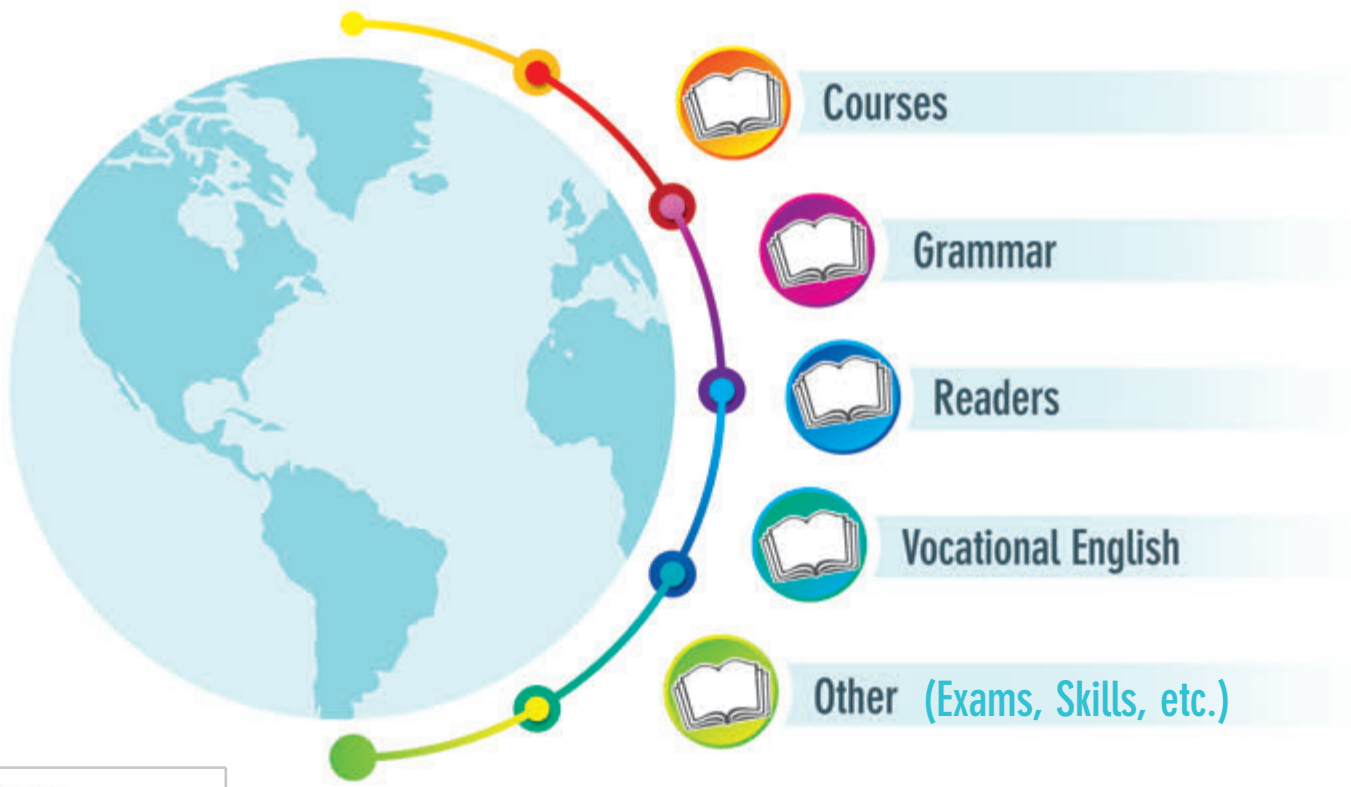 Courses
Grammar
Readers
Vocational English
Other (Exams, Skills, etc.)